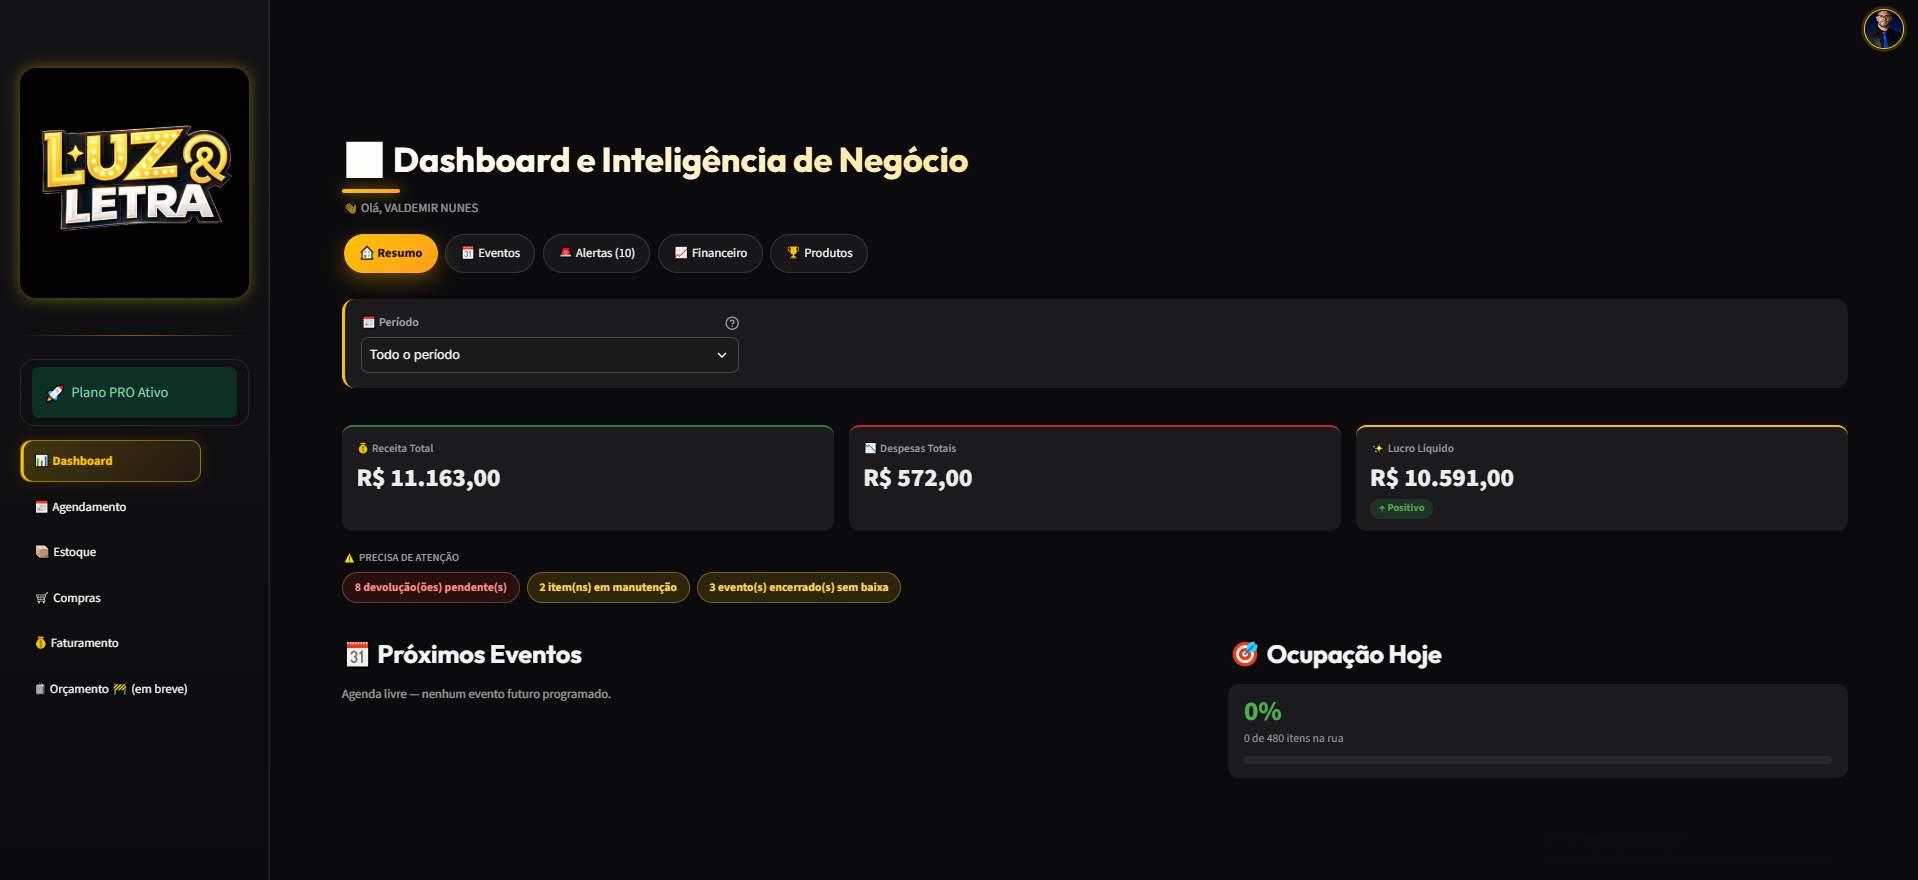 LUZ &
LETRA
Plano PRO Ativo
Dashboard
Agendamento
Estoque
Compras
Faturamento
Orçamento 🚧 (em breve)
Dashboard e Inteligência de Negócio
Olá, VALDEMIR NUNES
Resumo
Eventos
Alertas (10)
Financeiro
Produtos
Período
Todo o período
Receita Total
R$ 11.163,00
Despesas Totais
R$ 572,00
Lucro Líquido
R$ 10.591,00
↑ Positivo
PRECISA DE ATENÇÃO
8 devolução(ões) pendente(s)
2 item(ns) em manutenção
3 evento(s) encerrado(s) sem baixa
31 Próximos Eventos
Agenda livre — nenhum evento futuro programado.
Ocupação Hoje
0%
0 de 480 itens na rua